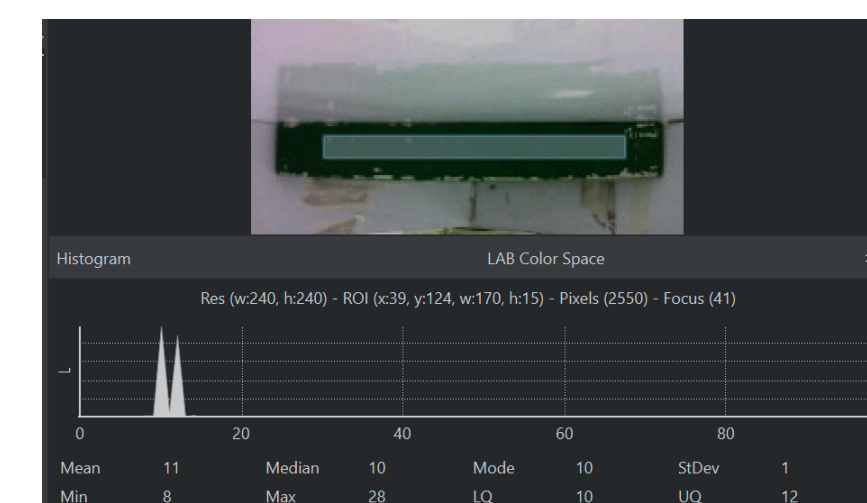 Histogram LAB Color Space
Res (w:240, h:240) - ROI (x:39, y:124, w:170, h:15) - Pixels (2550) - Focus (41)
L
0 20 40 60 80
Mean 11 Median 10 Mode 10 StDev 1
Min 8 Max 28 LQ 10 UQ 12